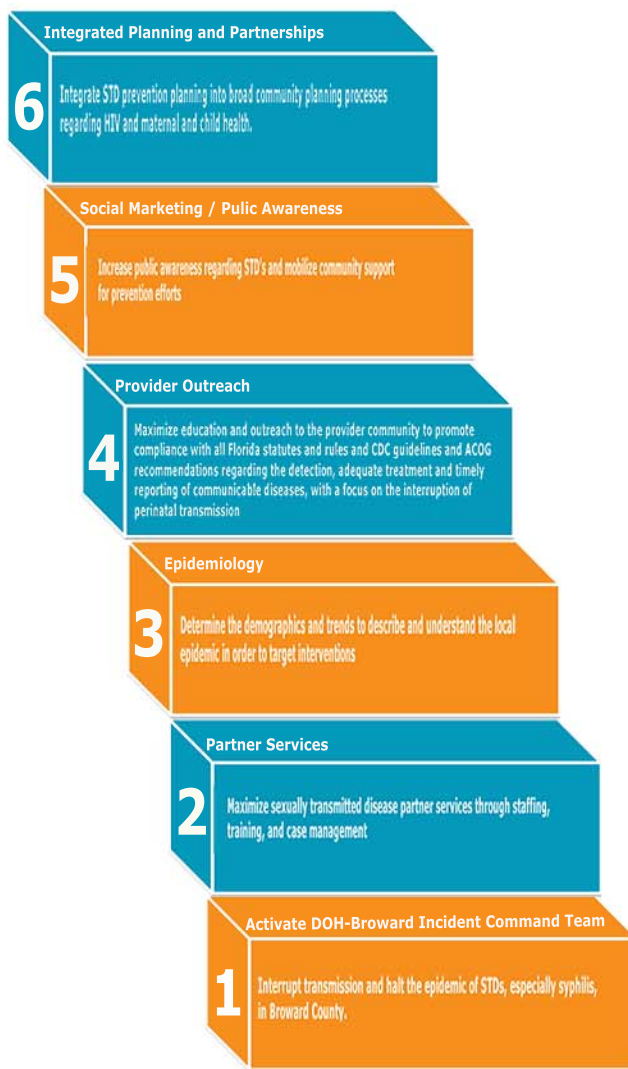 Integrated Planning and Partnerships
6
Integrate STD prevention planning into broad community planning processes
regarding HIV and maternal and child health.
Social Marketing / Pulic Awareness
5
Increase public awareness regarding STD's and mobilize community support
for prevention efforts
Provider Outreach
4
Maximize education and outreach to the provider community to promote
compliance with all Florida statutes and rules and CDC guidelines and ACOG
recommendations regarding the detection, adequate treatment and timely
reporting of communicable diseases, with a focus on the interruption of
perinatal transmission
Epidemiology
3
Determine the demographics and trends to describe and understand the local
epidemic in order to target interventions
Partner Services
2
Maximize sexually transmitted disease partner services through staffing,
training, and case management
Activate DOH-Broward Incident Command Team
1
Interrupt transmission and halt the epidemic of STDs, especially syphilis,
in Broward County.